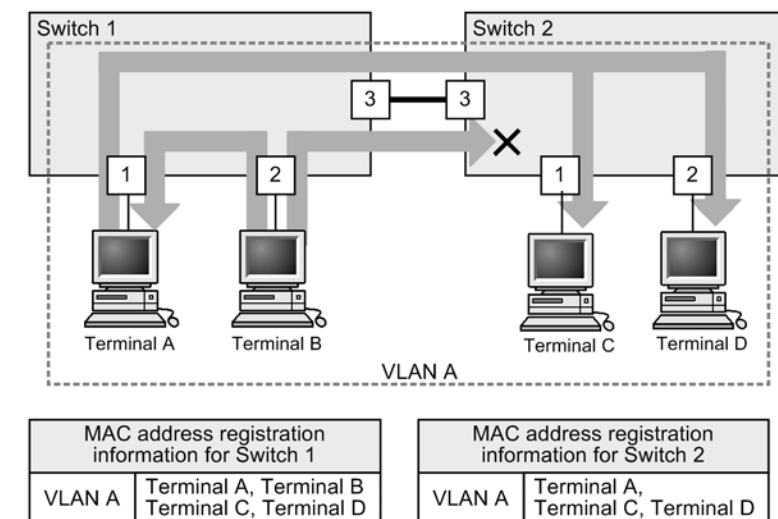 Switch 1
Switch 2
3
3
1
2
1
2
Terminal A
Terminal B
Terminal C
Terminal D
VLAN A
MAC address registration
information for Switch 1
VLAN A
Terminal A, Terminal B
Terminal C, Terminal D
MAC address registration
information for Switch 2
VLAN A
Terminal A,
Terminal C, Terminal D